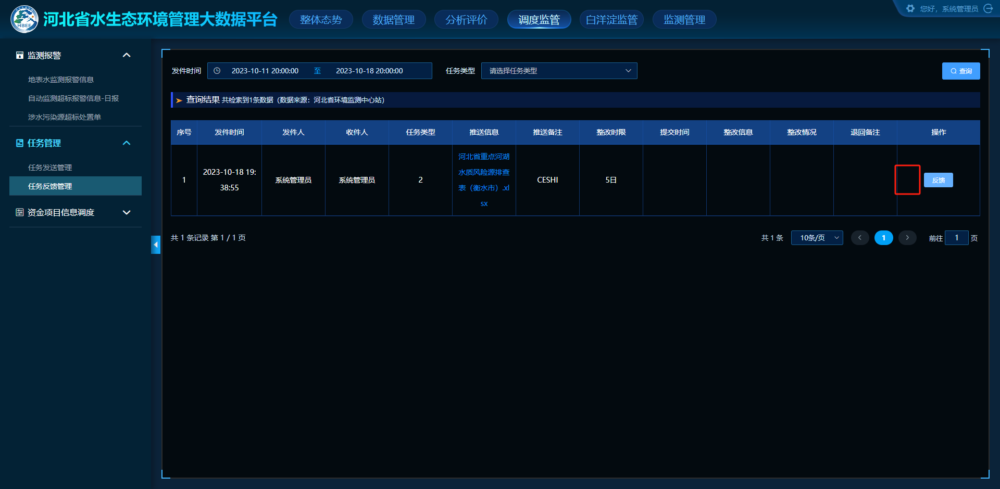 HBEE
河北省水生态环境管理大数据平台
整体态势
数据管理
分析评价
调度监管
白洋淀监管
监测管理
您好，系统管理员
监测报警
地表水监测报警信息
自动监测超标报警信息-日报
涉水污染源超标处置单
任务管理
任务发送管理
任务反馈管理
资金项目信息调度
发件时间
2023-10-11 20:00:00
至
2023-10-18 20:00:00
任务类型
请选择任务类型
查询
查询结果 共检索到1条数据（数据来源：河北省环境监测中心站）
序号 发件时间 发件人 收件人 任务类型 推送信息 推送备注 整改时限 提交时间 整改信息 整改情况 退回备注 操作
1
2023-10-18 19:
38:55
系统管理员
系统管理员
2
河北省重点河湖
水质风险源排查
表（衡水市）.xl
sx
CESHI
5日
反馈
共 1 条记录 第 1 / 1 页
共 1 条
10条/页
1
前往 1 页